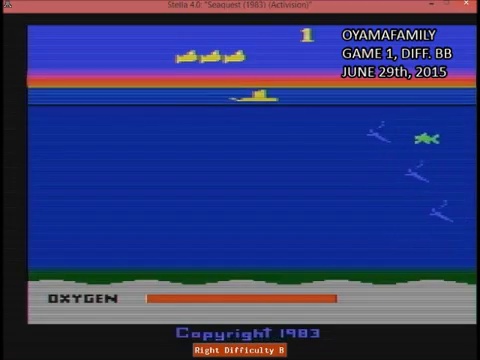 Stella 4.0: "Seaquest (1983) (Activision)"
1
OYAMAFAMILY
GAME 1, DIFF. BB
JUNE 29th, 2015
OXYGEN
Copyright 1983
Right Difficulty B